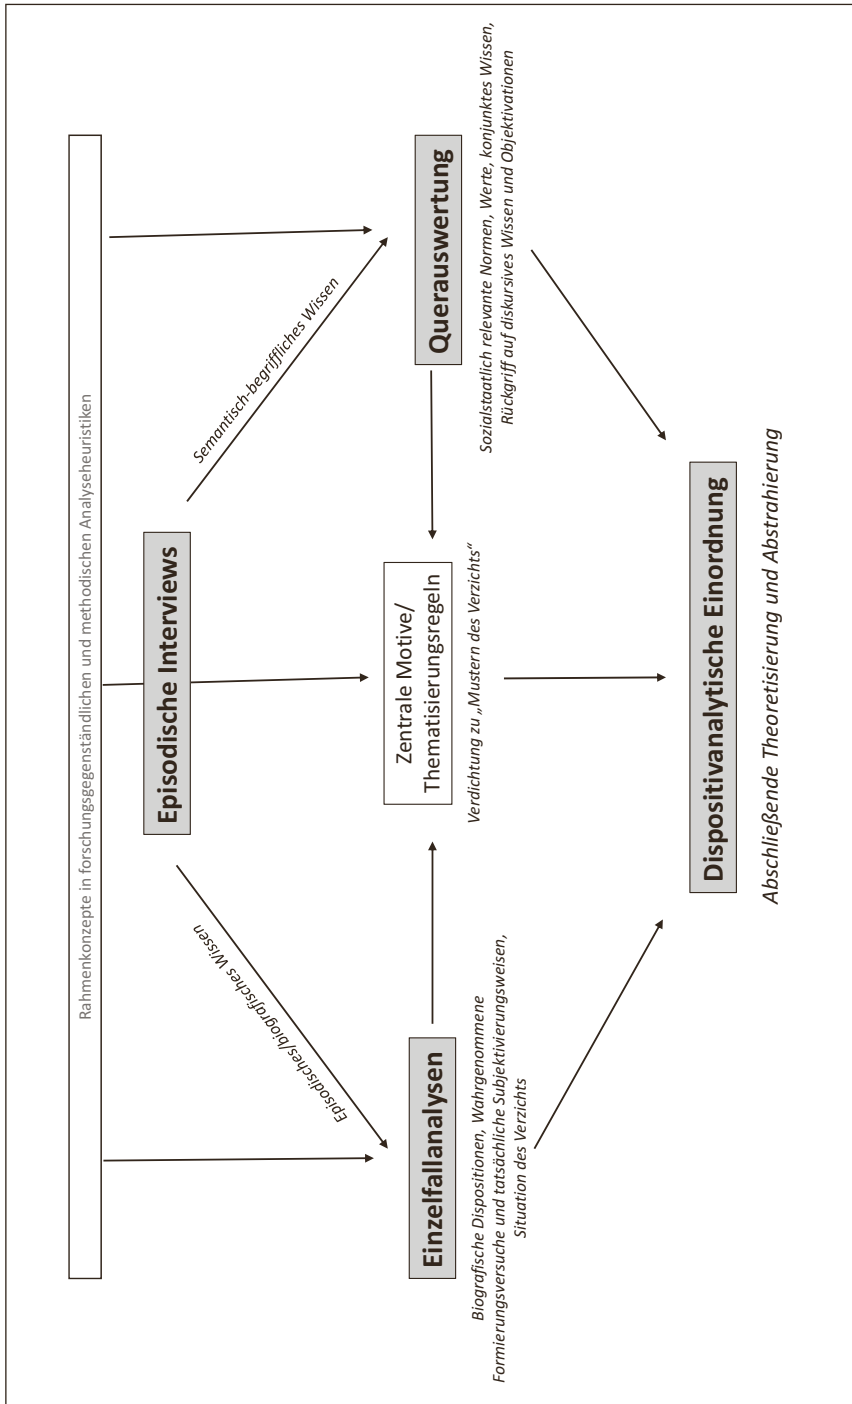 Rahmenkonzepte in forschungsgegenständlichen und methodischen Analyseheuristiken
Episodische Interviews
Episodisches/biografisches Wissen
Semantisch-begriffliches Wissen
Einzelfallanalysen
Biografische Dispositionen, Wahrgenommene
Formierungsversuche und tatsächliche Subjektivierungsweisen,
Situation des Verzichts
Zentrale Motive/
Thematisierungsregeln
Verdichtung zu „Mustern des Verzichts“
Querauswertung
Sozialstaatlich relevante Normen, Werte, konjunktes Wissen,
Rückgriff auf diskursives Wissen und Objektivationen
Dispositivanalytische Einordnung
Abschließende Theoretisierung und Abstrahierung